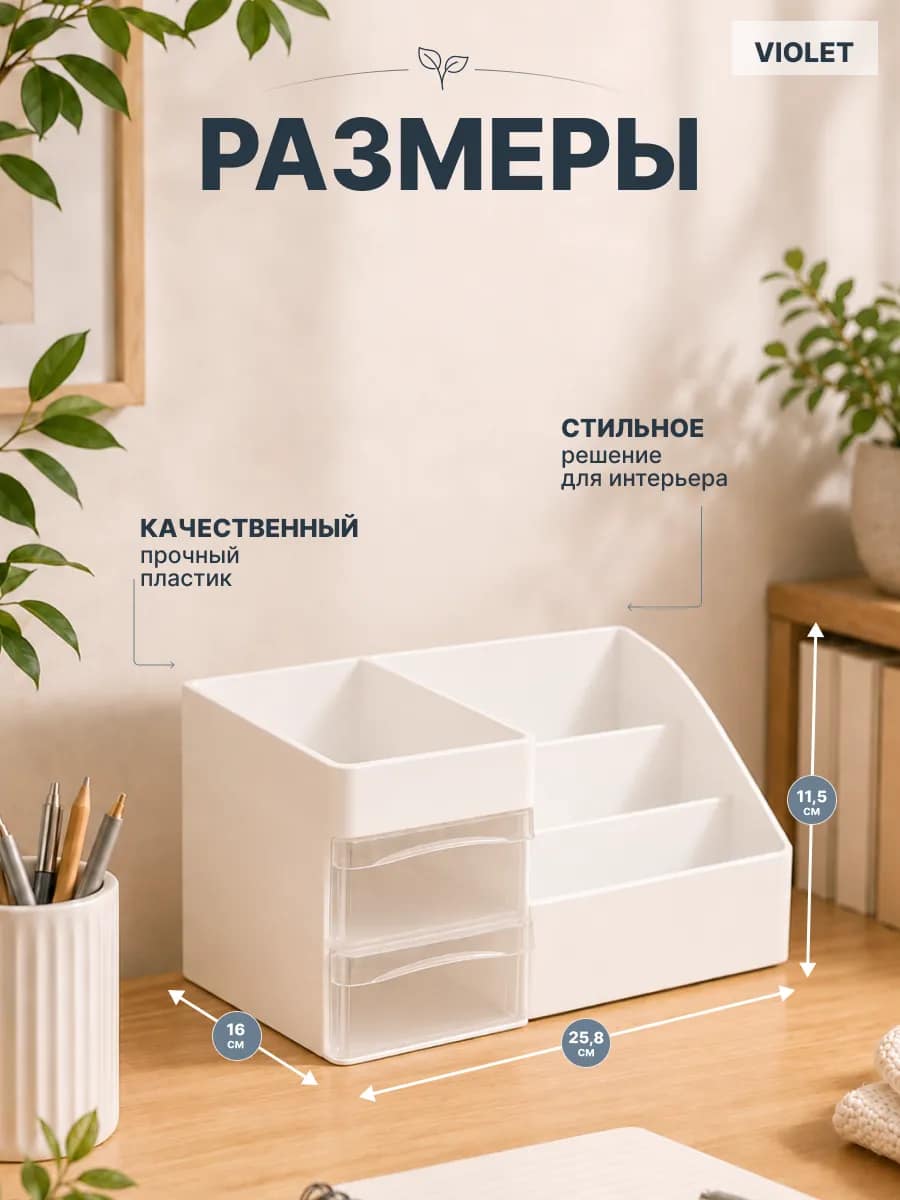 VIOLET
РАЗМЕРЫ
СТИЛЬНОЕ
решение
для интерьера
КАЧЕСТВЕННЫЙ
прочный
пластик
11,5
см
16
см
25,8
см